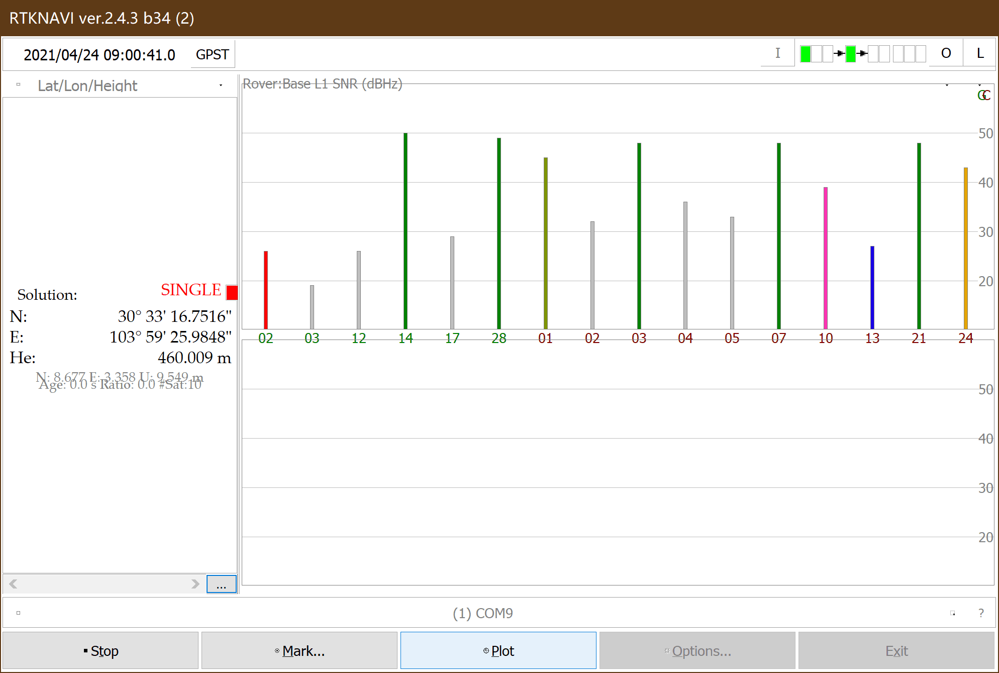 RTKNAVI ver.2.4.3 b34 (2)
2021/04/24 09:00:41.0 GPST I O L
Lat/Lon/Height
Rover:Base L1 SNR (dBHz)
G C
50
40
30
20
02 03 12 14 17 28 01 02 03 04 05 07 10 13 21 24
Solution: SINGLE
N: 30° 33' 16.7516"
E: 103° 59' 25.9848"
He: 460.009 m
N: 8.677 E: 3.358 U: 9.549 m
Age: 0.0 s Ratio: 0.0 #Sat:10
50
40
30
20
...
(1) COM9 ?
Stop Mark... Plot Options... Exit